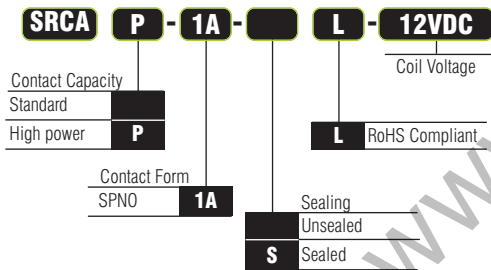 SRCA P - 1A - L - 12VDC
Coil Voltage
Contact Capacity
Standard
High power P
L RoHS Compliant
Contact Form
SPNO 1A
Sealing
Unsealed
S Sealed